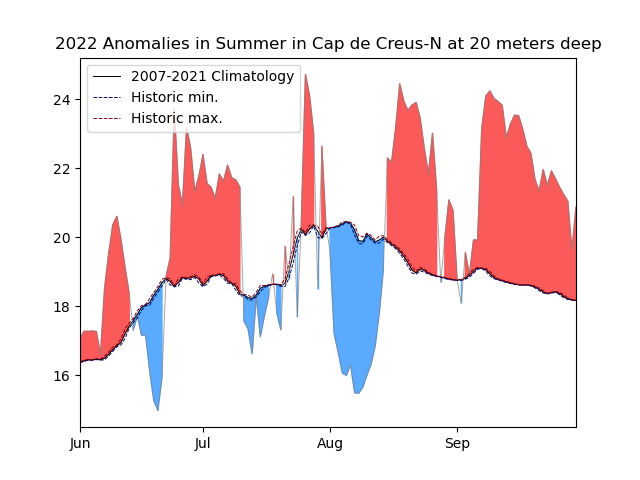 2022 Anomalies in Summer in Cap de Creus-N at 20 meters deep
2007-2021 Climatology
Historic min.
Historic max.
24
22
20
18
16
Jun Jul Aug Sep